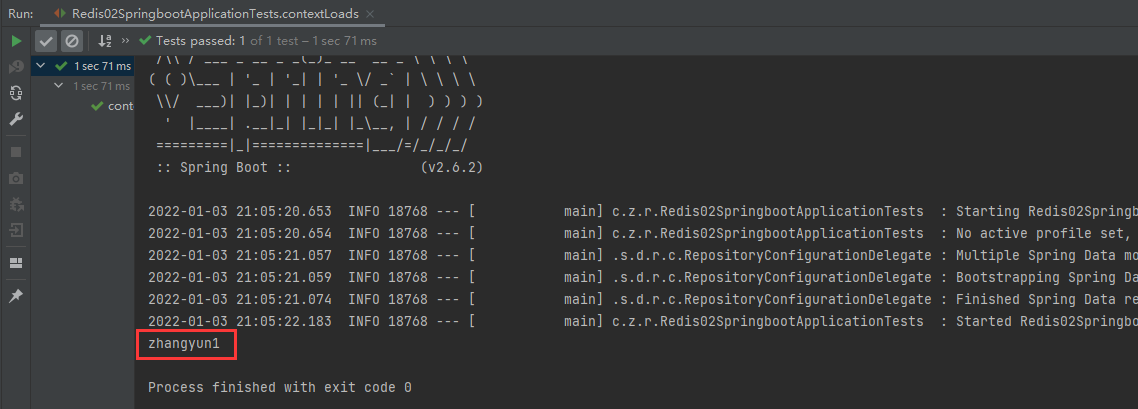 Run: Redis02SpringbootApplicationTests.contextLoads ×
Tests passed: 1 of 1 test – 1 sec 71 ms
1 sec 71 ms
1 sec 71 ms
cont
/\\ / ___'_ __ _ _(_)_ __  __ _ \ \ \ \
( ( )\___ | '_ | '_| | '_ \/ _` | \ \ \ \
\\/  ___)| |_)| | | | | || (_| |  ) ) ) )
'  |____| .__|_| |_|_| |_\__, | / / / /
=========|_|==============|___/=/_/_/_/
:: Spring Boot ::                (v2.6.2)
2022-01-03 21:05:20.653  INFO 18768 --- [           main] c.z.r.Redis02SpringbootApplicationTests  : Starting Redis02Springb
2022-01-03 21:05:20.654  INFO 18768 --- [           main] c.z.r.Redis02SpringbootApplicationTests  : No active profile set,
2022-01-03 21:05:21.057  INFO 18768 --- [           main] .s.d.r.c.RepositoryConfigurationDelegate : Multiple Spring Data mo
2022-01-03 21:05:21.059  INFO 18768 --- [           main] .s.d.r.c.RepositoryConfigurationDelegate : Bootstrapping Spring Da
2022-01-03 21:05:21.074  INFO 18768 --- [           main] .s.d.r.c.RepositoryConfigurationDelegate : Finished Spring Data re
2022-01-03 21:05:22.183  INFO 18768 --- [           main] c.z.r.Redis02SpringbootApplicationTests  : Started Redis02Springbo
zhangyun1
Process finished with exit code 0